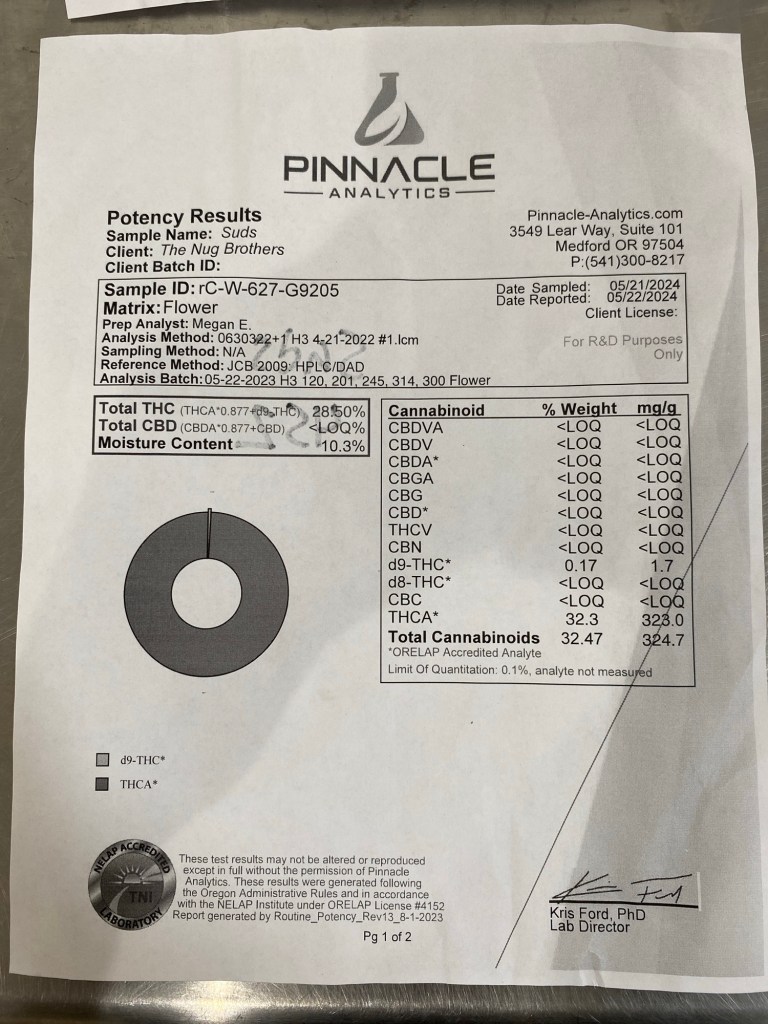 PINNACLE
ANALYTICS
Potency Results
Sample Name: Suds
Client: The Nug Brothers
Client Batch ID:
Pinnacle-Analytics.com
3549 Lear Way, Suite 101
Medford OR 97504
P:(541)300-8217
Sample ID: rC-W-627-G9205
Matrix: Flower
Prep Analyst: Megan E.
Analysis Method: 0630322+1 H3 4-21-2022 #1.lcm
Sampling Method: N/A
Reference Method: JCB 2009: HPLC/DAD
Analysis Batch: 05-22-2023 H3 120, 201, 245, 314, 300 Flower
Date Sampled: 05/21/2024
Date Reported: 05/22/2024
Client License:
For R&D Purposes
Only
Total THC (THCA*0.877+d9-THC) 28.50%
Total CBD (CBDA*0.877+CBD) <LOQ%
Moisture Content 10.3%
Cannabinoid % Weight mg/g
CBDVA <LOQ <LOQ
CBDV <LOQ <LOQ
CBDA* <LOQ <LOQ
CBGA <LOQ <LOQ
CBG <LOQ <LOQ
CBD* <LOQ <LOQ
THCV <LOQ <LOQ
CBN <LOQ <LOQ
d9-THC* 0.17 1.7
d8-THC* <LOQ <LOQ
CBC <LOQ <LOQ
THCA* 32.3 323.0
Total Cannabinoids 32.47 324.7
*ORELAP Accredited Analyte
Limit Of Quantitation: 0.1%, analyte not measured
d9-THC*
THCA*
NELAP ACCREDITED
TNI
LABORATORY
These test results may not be altered or reproduced
except in full without the permission of Pinnacle
Analytics. These results were generated following
the Oregon Administrative Rules and in accordance
with the NELAP Institute under ORELAP License #4152
Report generated by Routine_Potency_Rev13_8-1-2023
Pg 1 of 2
Kris Ford, PhD
Lab Director